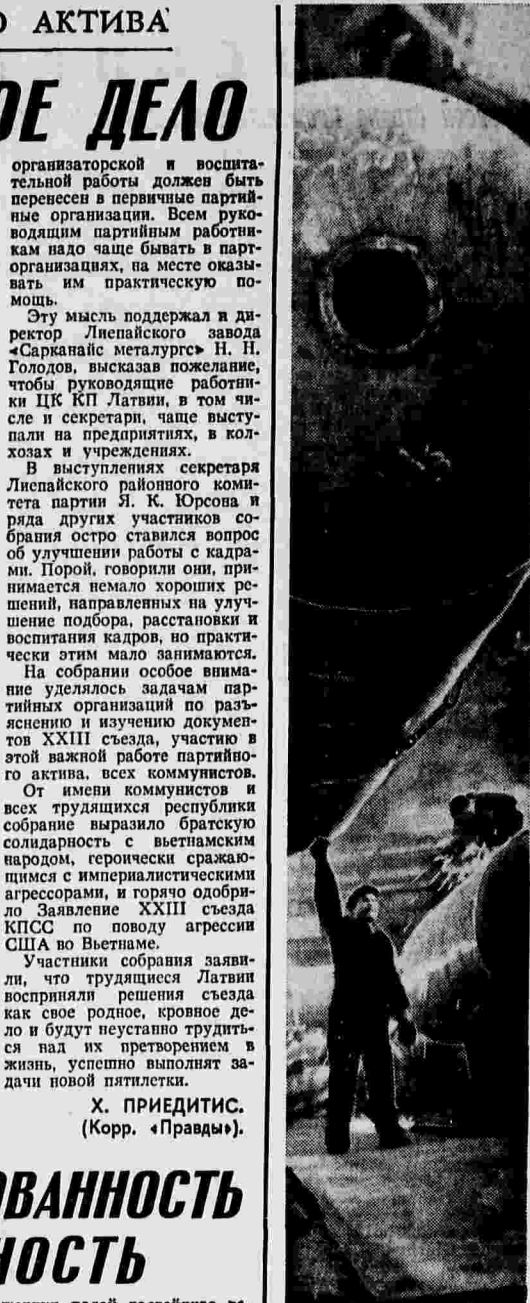 О АКТИВА
ОЕ ДЕЛО
организаторской и воспита-
тельной работы должен быть
перенесен в первичные партий-
ные организации. Всем руко-
водящим партийным работни-
кам надо чаще бывать в парт-
организациях, на месте оказы-
вать им практическую по-
мощь.
Эту мысль поддержал и ди-
ректор Лиепайского завода
«Сарканайс металургс» Н. Н.
Голодов, высказав пожелание,
чтобы руководящие работни-
ки ЦК КП Латвии, в том чи-
сле и секретари, чаще высту-
пали на предприятиях, в кол-
хозах и учреждениях.
В выступлениях секретаря
Лиепайского районного коми-
тета партии Я. К. Юрсона и
ряда других участников со-
брания остро ставился вопрос
об улучшении работы с кадра-
ми. Порой, говорили они, при-
нимается немало хороших ре-
шений, направленных на улуч-
шение подбора, расстановки и
воспитания кадров, но практи-
чески этим мало занимаются.
На собрании особое внима-
ние уделялось задачам пар-
тийных организаций по разъ-
яснению и изучению докумен-
тов XXIII съезда, участию в
этой важной работе партийно-
го актива, всех коммунистов.
От имени коммунистов и
всех трудящихся республики
собрание выразило братскую
солидарность с вьетнамским
народом, героически сражаю-
щимся с империалистическими
агрессорами, и горячо одобри-
ло Заявление XXIII съезда
КПСС по поводу агрессии
США во Вьетнаме.
Участники собрания заяви-
ли, что трудящиеся Латвии
восприняли решения съезда
как свое родное, кровное де-
ло и будут неустанно трудить-
ся над их претворением в
жизнь, успешно выполнят за-
дачи новой пятилетки.
Х. ПРИЕДИТИС.
(Корр. «Правды»).
ОВАННОСТЬ
НОСТЬ